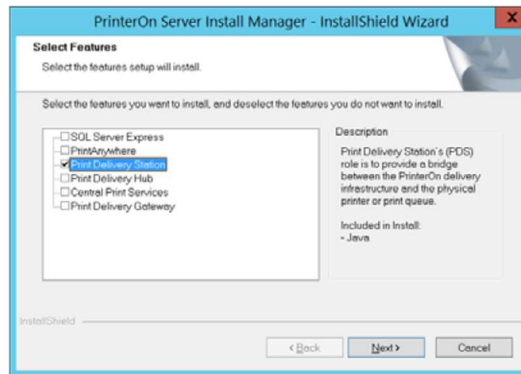 PrinterOn Server Install Manager - InstallShield Wizard
x
Select Features
Select the features setup will install.
Select the features you want to install, and deselect the features you do not want to install.
SQL Server Express
PrintAnywhere
Print Delivery Station
Print Delivery Hub
Central Print Services
Print Delivery Gateway
Description
Print Delivery Station's (PDS)
role is to provide a bridge
between the PrinterOn delivery
infrastructure and the physical
printer or print queue.
Included in Install:
- Java
InstallShield
< Back
Next >
Cancel